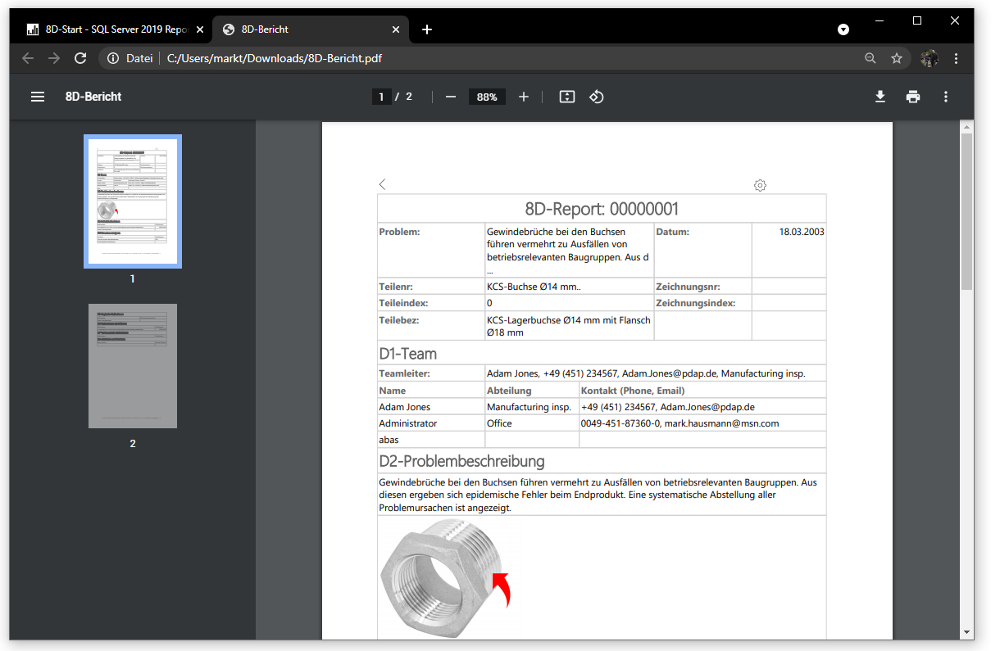 8D-Start - SQL Server 2019 Repo
8D-Bericht
Datei
C:/Users/markt/Downloads/8D-Bericht.pdf
8D-Bericht
1 / 2
88%
1
2
8D-Report: 00000001
Problem: Gewindebrüche bei den Buchsen Datum: 18.03.2003
führen vermehrt zu Ausfällen von
betriebsrelevanten Baugruppen. Aus d
...
Teilenr: KCS-Buchse Ø14 mm.. Zeichnungsnr:
Teileindex: 0 Zeichnungsindex:
Teilebez: KCS-Lagerbuchse Ø14 mm mit Flansch
Ø18 mm
D1-Team
Teamleiter: Adam Jones, +49 (451) 234567, Adam.Jones@pdap.de, Manufacturing insp.
Name Abteilung Kontakt (Phone, Email)
Adam Jones Manufacturing insp. +49 (451) 234567, Adam.Jones@pdap.de
Administrator Office 0049-451-87360-0, mark.hausmann@msn.com
abas
D2-Problembeschreibung
Gewindebrüche bei den Buchsen führen vermehrt zu Ausfällen von betriebsrelevanten Baugruppen. Aus
diesen ergeben sich epidemische Fehler beim Endprodukt. Eine systematische Abstellung aller
Problemursachen ist angezeigt.